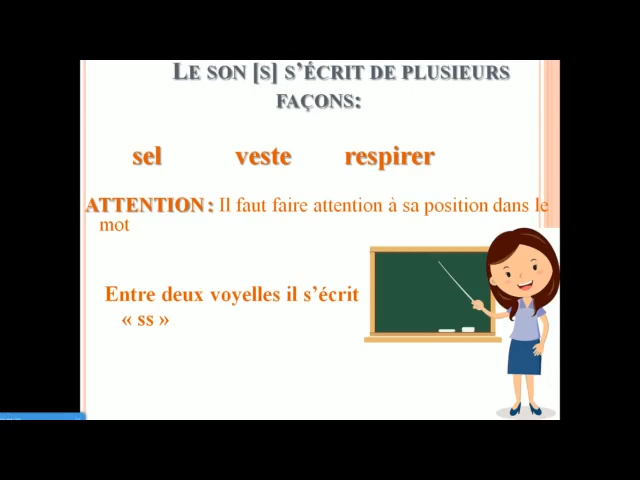 LE SON [S] S'ÉCRIT DE PLUSIEURS
FAÇONS:
sel veste respirer
ATTENTION : Il faut faire attention à sa position dans le
mot
Entre deux voyelles il s'écrit
« ss »